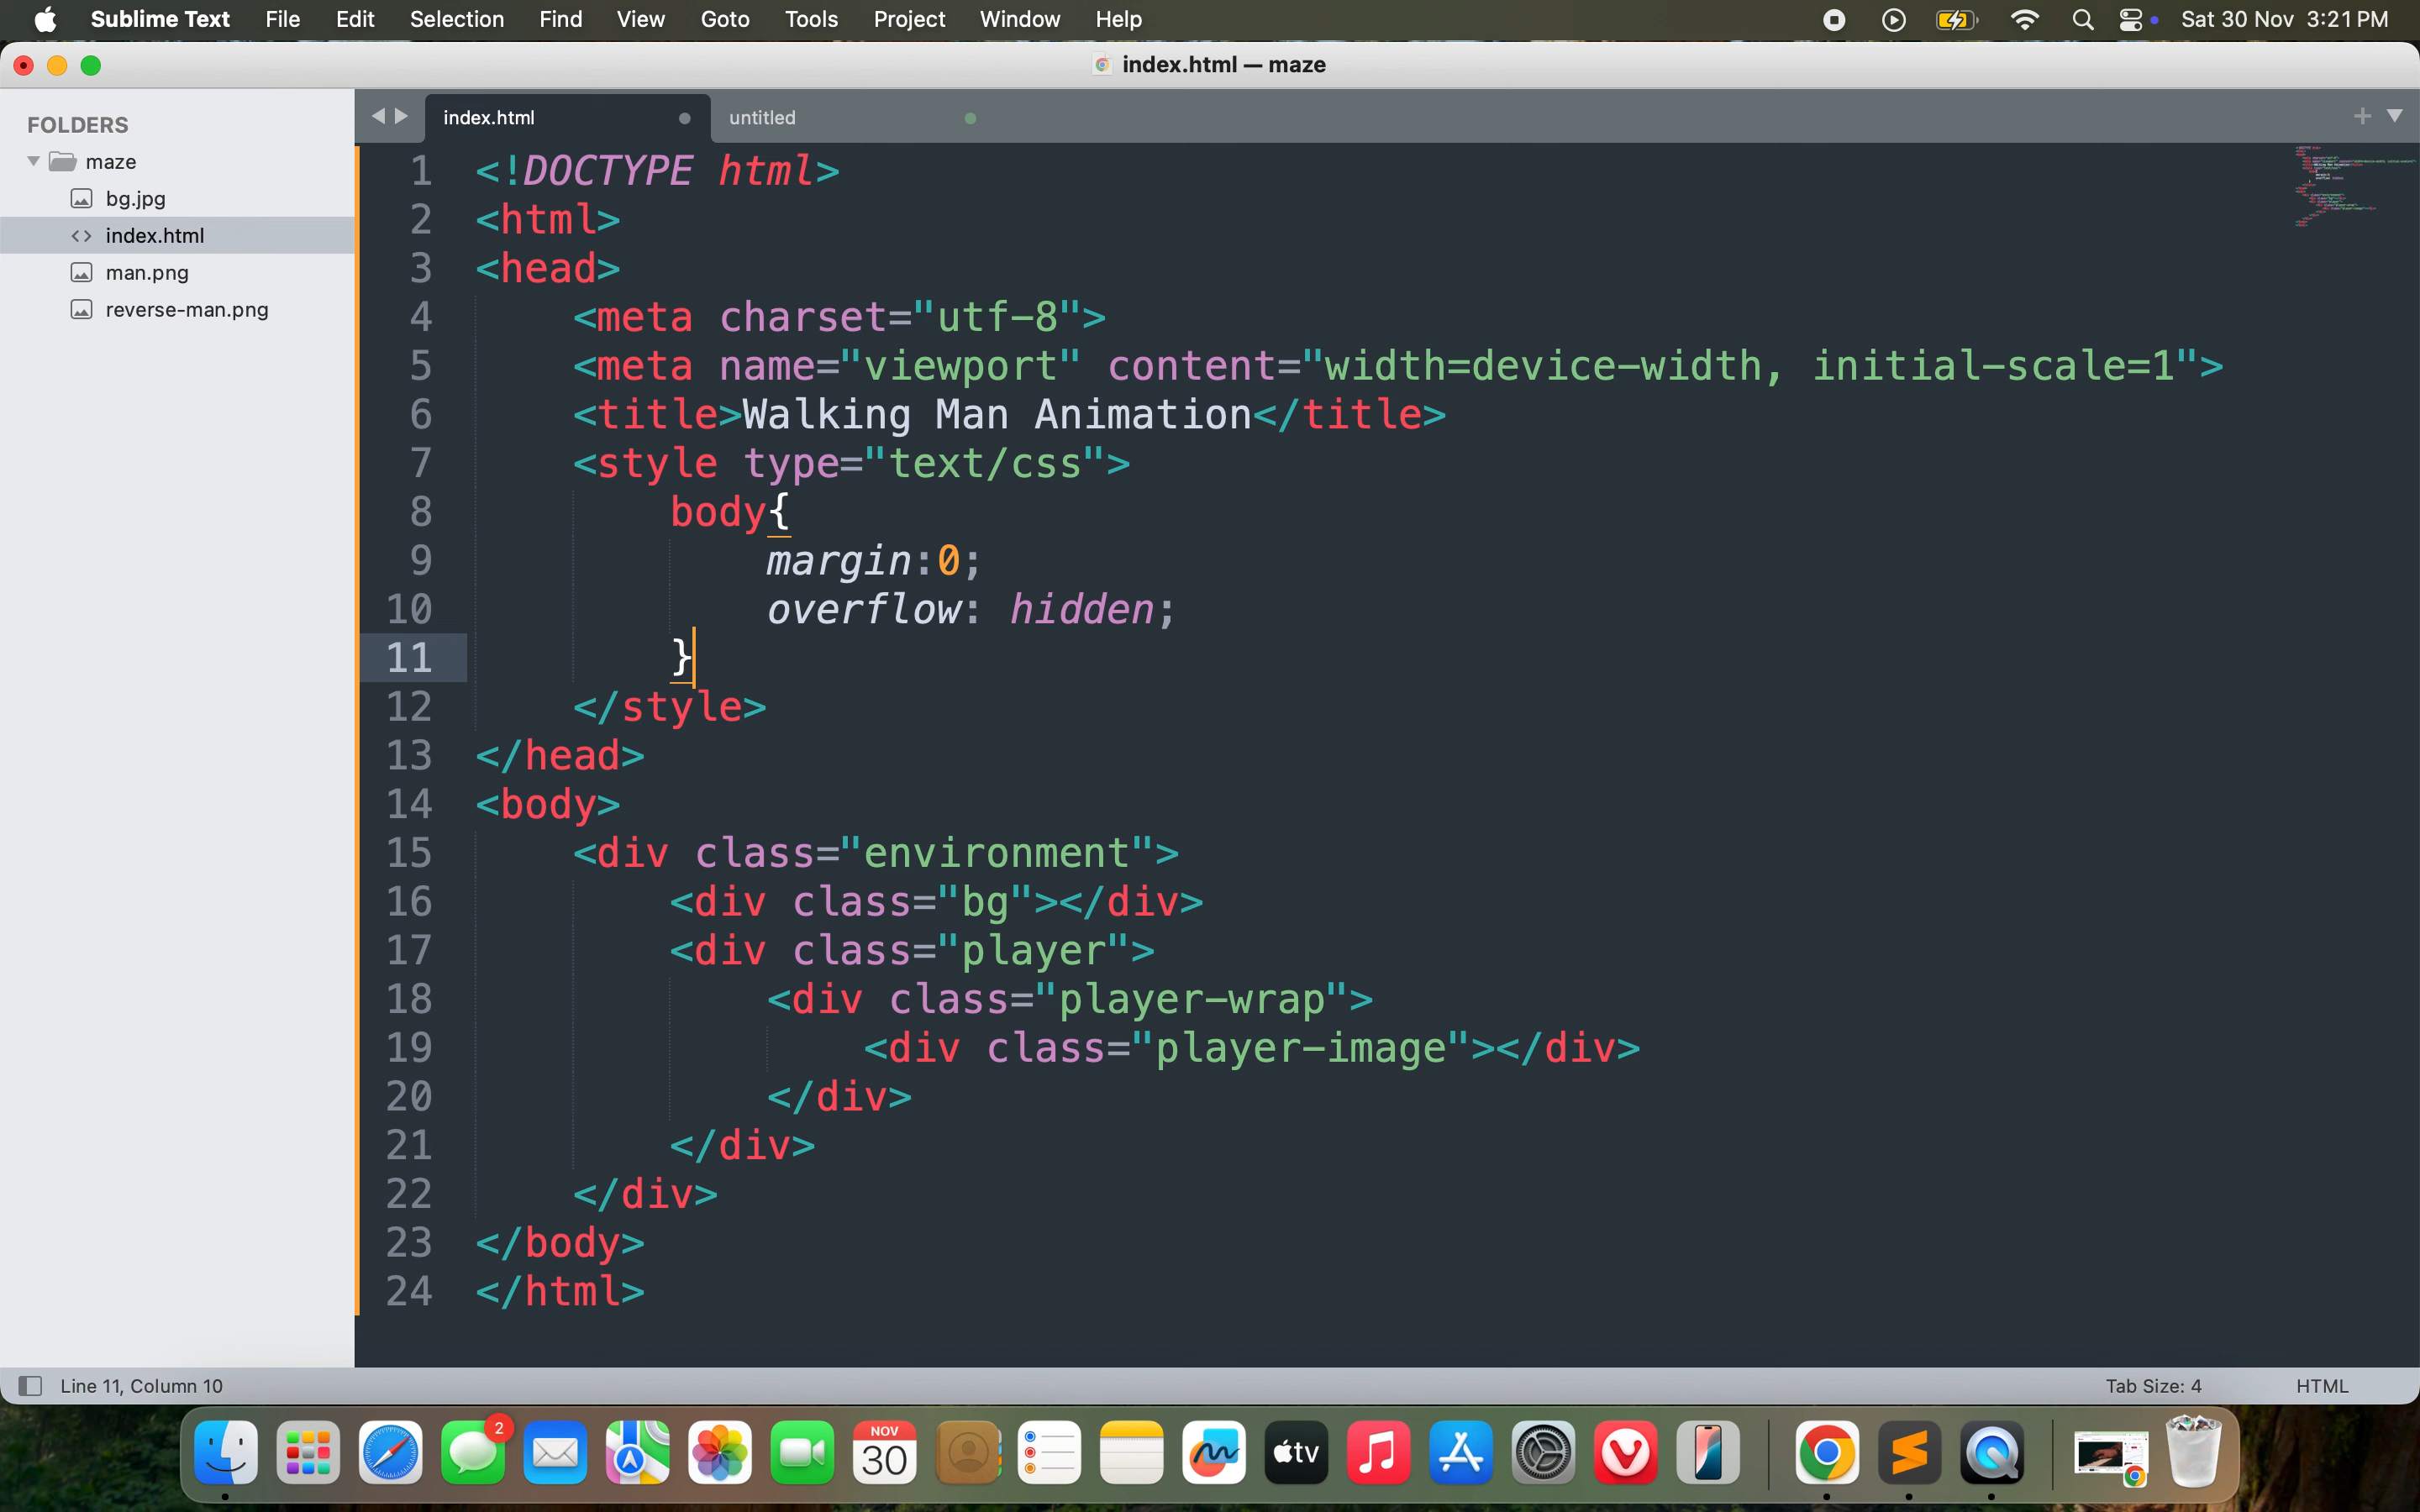 Sublime Text File Edit Selection Find View Goto Tools Project Window Help Sat 30 Nov 3:21 PM
index.html — maze
FOLDERS
maze
bg.jpg
index.html
man.png
reverse-man.png
index.html untitled
1 <!DOCTYPE html>
2 <html>
3 <head>
4 <meta charset="utf-8">
5 <meta name="viewport" content="width=device-width, initial-scale=1">
6 <title>Walking Man Animation</title>
7 <style type="text/css">
8 body{
9 margin:0;
10 overflow: hidden;
11 }
12 </style>
13 </head>
14 <body>
15 <div class="environment">
16 <div class="bg"></div>
17 <div class="player">
18 <div class="player-wrap">
19 <div class="player-image"></div>
20 </div>
21 </div>
22 </div>
23 </body>
24 </html>
Line 11, Column 10 Tab Size: 4 HTML
2
NOV
30
tv